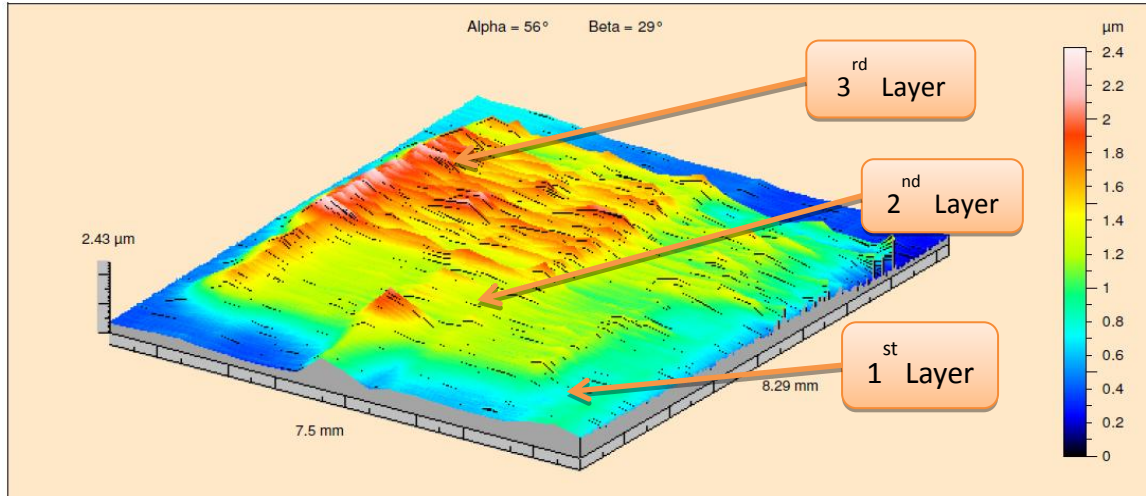 Alpha = 56°    Beta = 29°
µm
2.4
2
1.8
1.6
1.4
1.2
1
0.8
0.6
0.4
0.2
0
3rd Layer
2nd Layer
1st Layer
2.43 µm
7.5 mm
8.29 mm